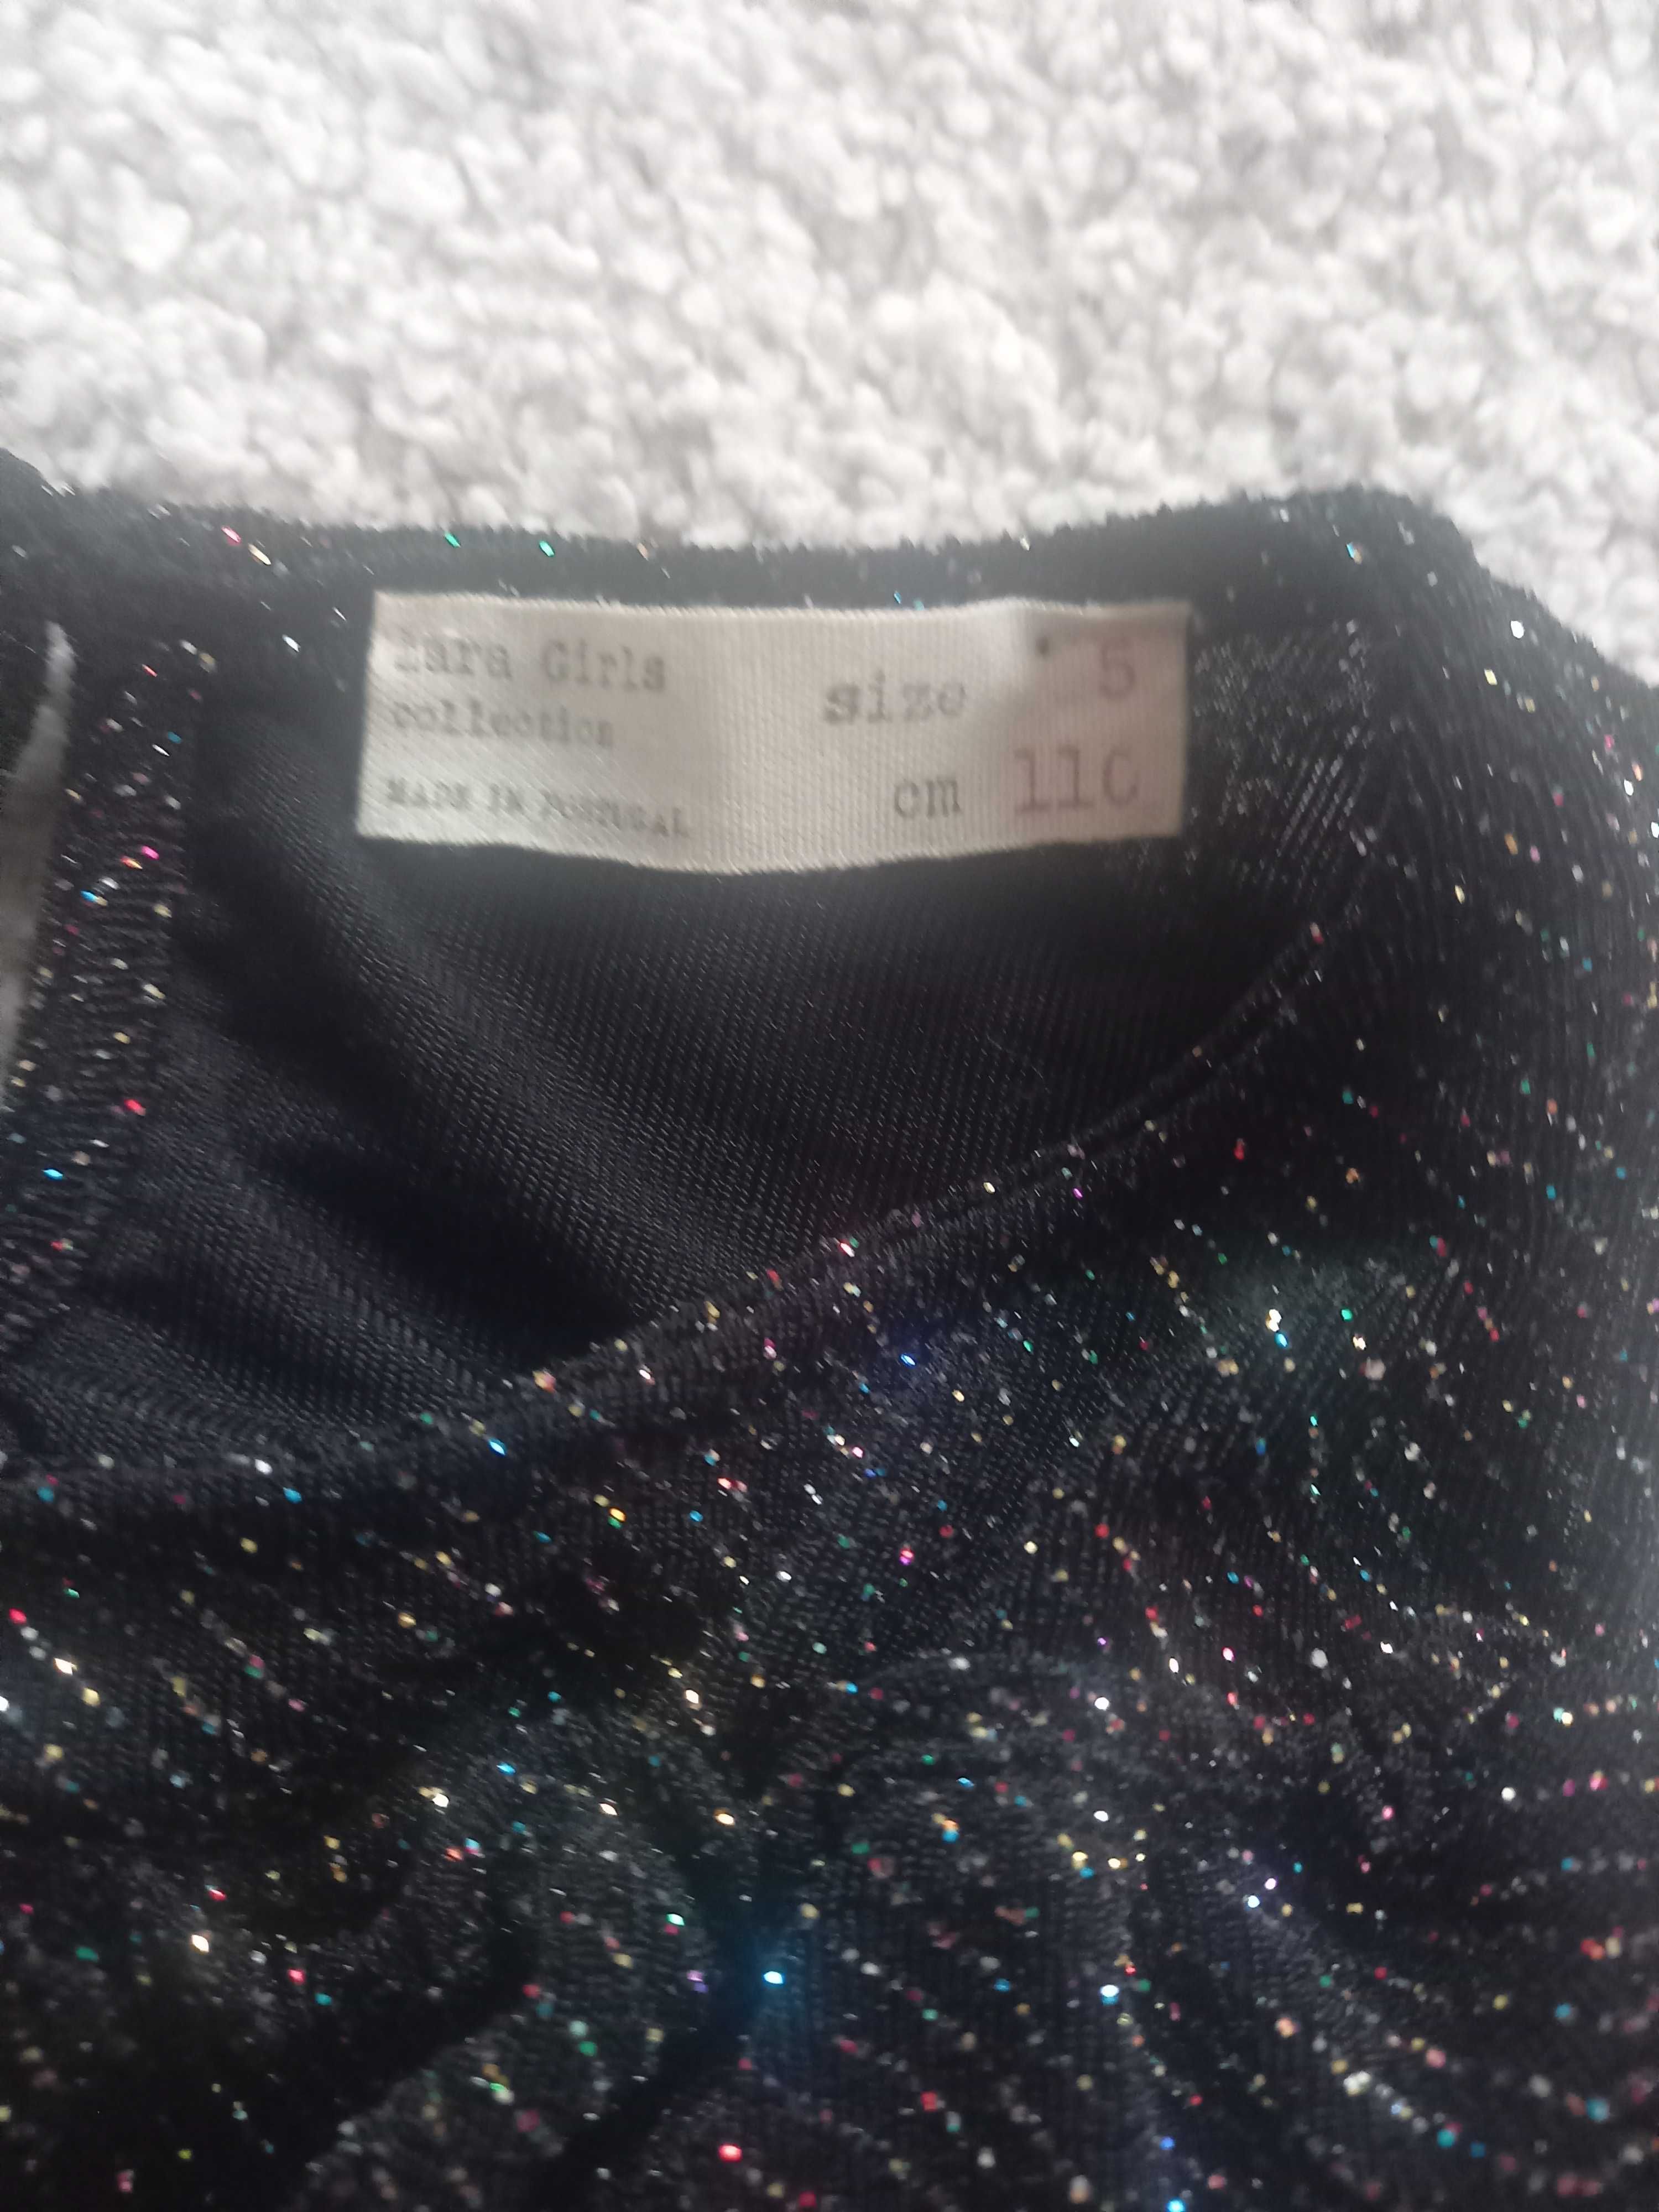 Zara Girls
collection
MADE IN PORTUGAL
size 5
cm 110